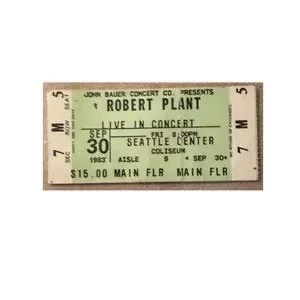 JOHN BAUER CONCERT CO. PRESENTS
ROBERT PLANT
LIVE IN CONCERT
SEP FRI 8:00PM
30 SEATTLE CENTER
COLISEUM
1983 AISLE 9 * SEP 30*
$15.00 MAIN FLR MAIN FLR
7 M 5
SEC ROW SEAT
7 M 5